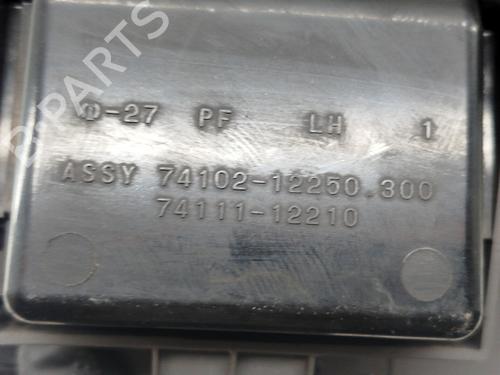 -27 PF LH 1
ASSY 74102-12250.300
74111-12210
B-PARTS